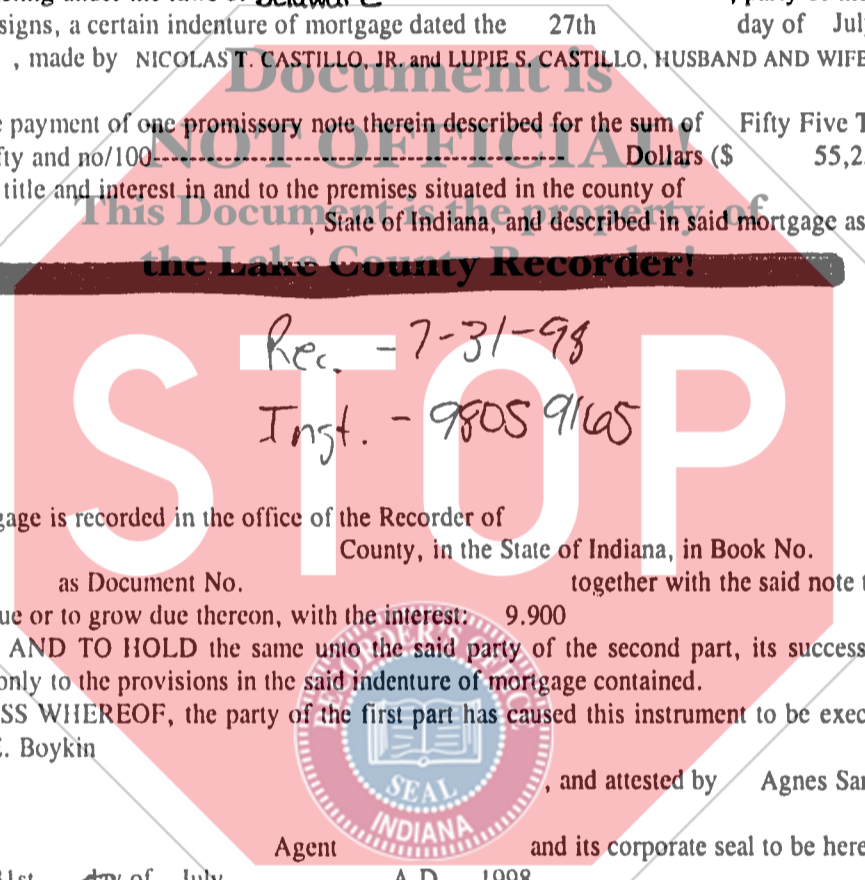 signs, a certain indenture of mortgage dated the 27th day of July
, made by NICOLAS T. CASTILLO, JR. and LUPIE S. CASTILLO, HUSBAND AND WIFE
Document is
payment of one promissory note therein described for the sum of Fifty Five T
NOT OFFICIAL
ty and no/100---------------------------------------------- Dollars ($ 55,2
title and interest in and to the premises situated in the county of
This Document is the property of
, State of Indiana, and described in said mortgage as
the Lake County Recorder!
Rec. - 7-31-98
STOP
Inst. - 98059165
gage is recorded in the office of the Recorder of
County, in the State of Indiana, in Book No.
as Document No. together with the said note t
ue or to grow due thereon, with the interest: 9.900
AND TO HOLD the same unto the said party of the second part, its success
only to the provisions in the said indenture of mortgage contained.
SS WHEREOF, the party of the first part has caused this instrument to be exec
E. Boykin
RECORDER'S OFFICE
SEAL
INDIANA
, and attested by Agnes Sa
Agent and its corporate seal to be here
31st day of July A.D. 1998